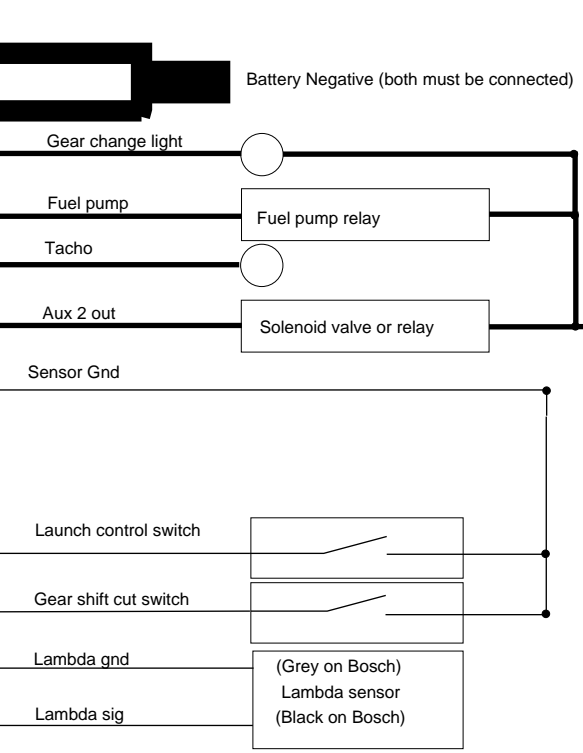 Battery Negative (both must be connected)
Gear change light
Fuel pump
Fuel pump relay
Tacho
Aux 2 out
Solenoid valve or relay
Sensor Gnd
Launch control switch
Gear shift cut switch
Lambda gnd
(Grey on Bosch)
Lambda sensor
Lambda sig
(Black on Bosch)